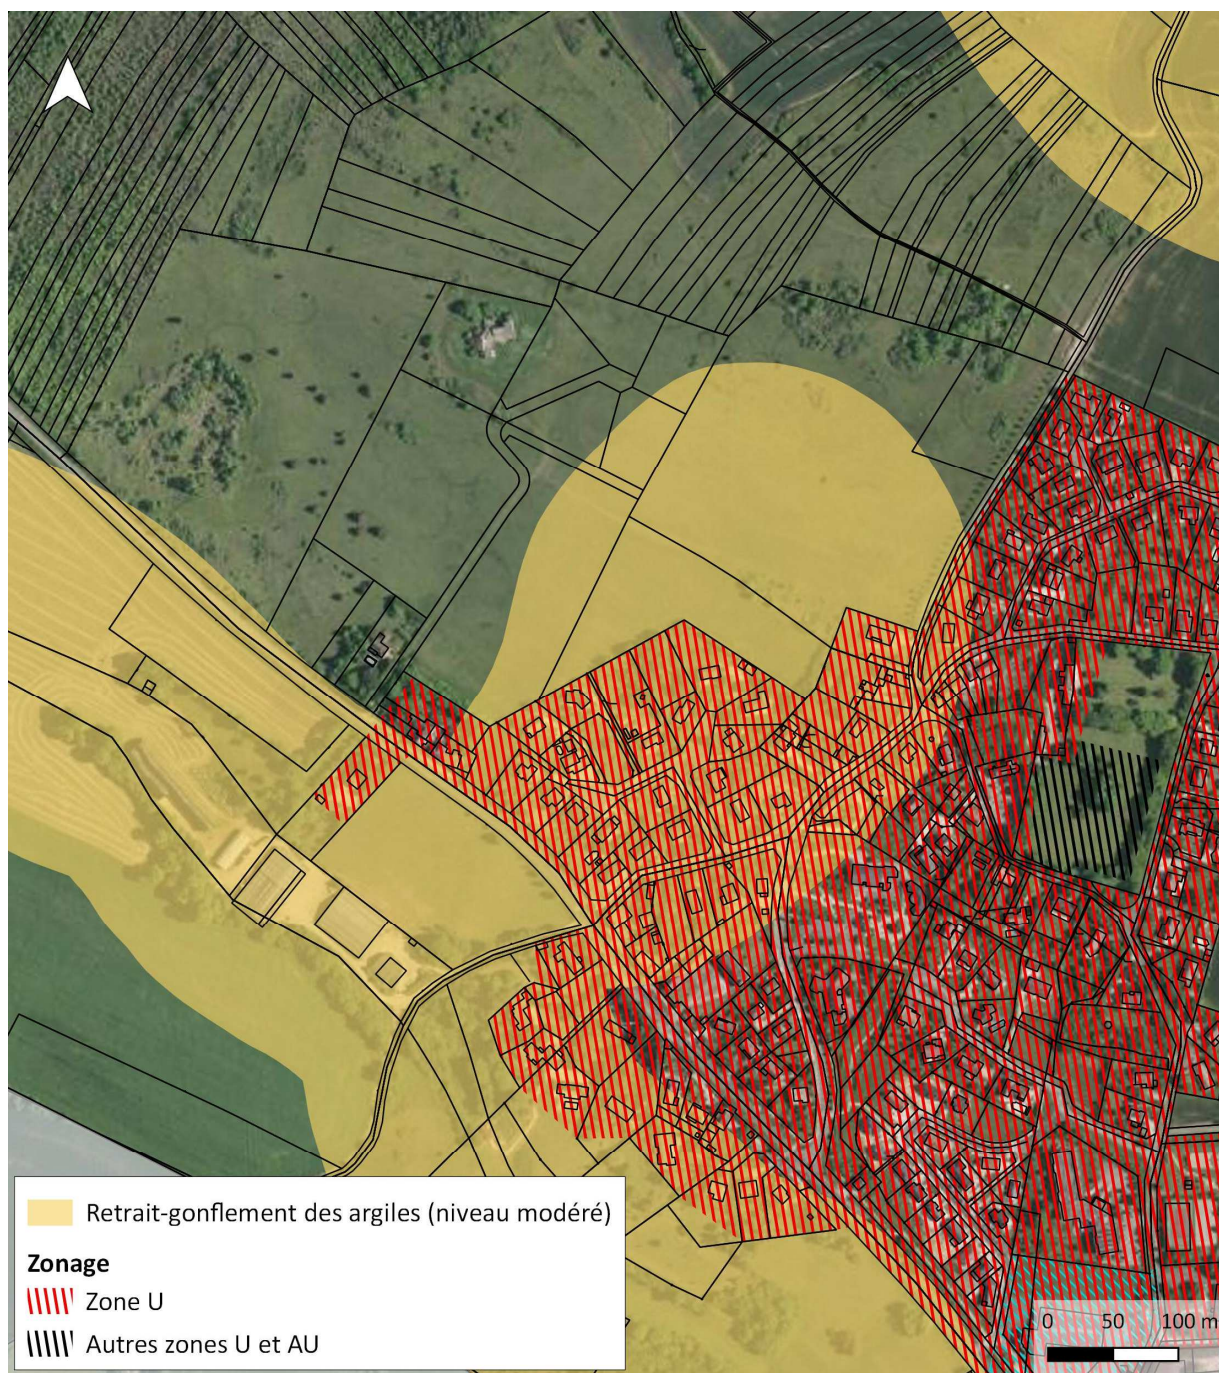 Retrait-gonflement des argiles (niveau modéré)
Zonage
Zone U
Autres zones U et AU
0 50 100 m